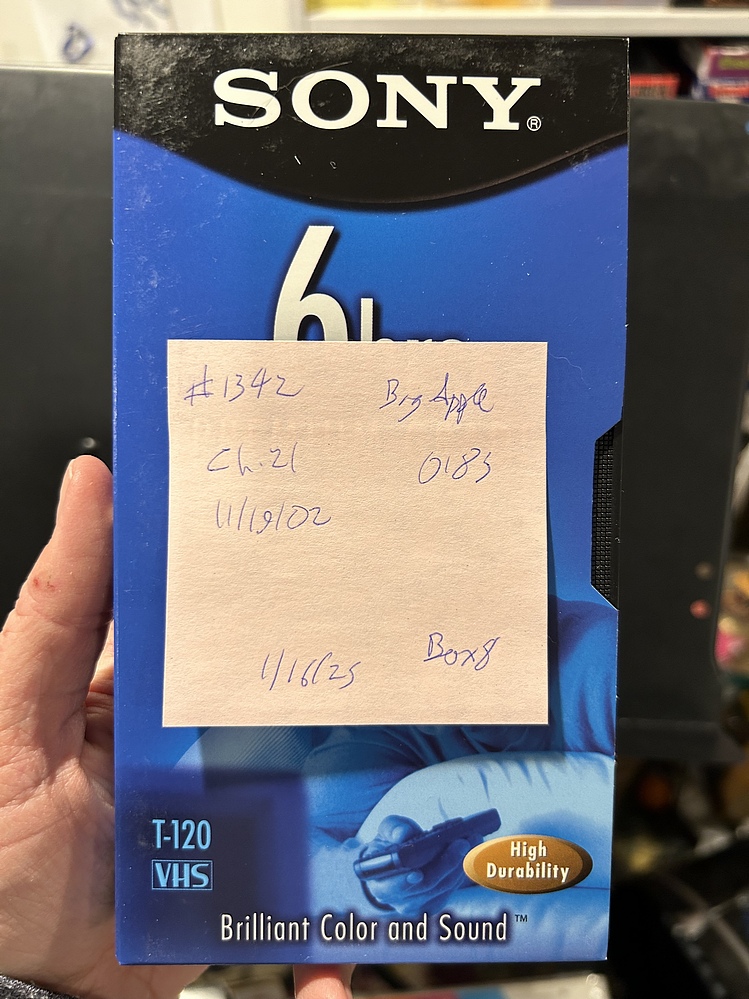 SONY®
6hrs
#1342 Big Apple
Ch.21 0183
11/19/02
1/16/25 Box 8
T-120
VHS
High
Durability
Brilliant Color and Sound™